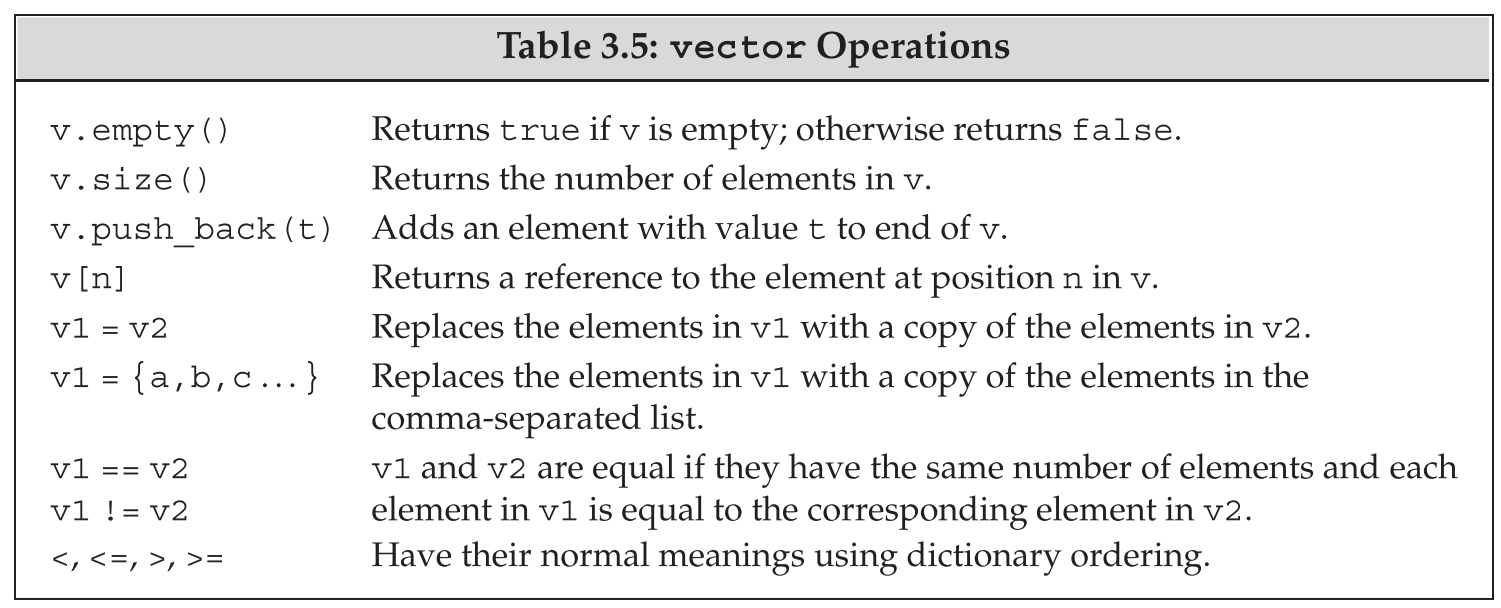 Table 3.5: vector Operations
v.empty() Returns true if v is empty; otherwise returns false.
v.size() Returns the number of elements in v.
v.push_back(t) Adds an element with value t to end of v.
v[n] Returns a reference to the element at position n in v.
v1 = v2 Replaces the elements in v1 with a copy of the elements in v2.
v1 = {a,b,c...} Replaces the elements in v1 with a copy of the elements in the
comma-separated list.
v1 == v2 v1 and v2 are equal if they have the same number of elements and each
v1 != v2 element in v1 is equal to the corresponding element in v2.
<, <=, >, >= Have their normal meanings using dictionary ordering.